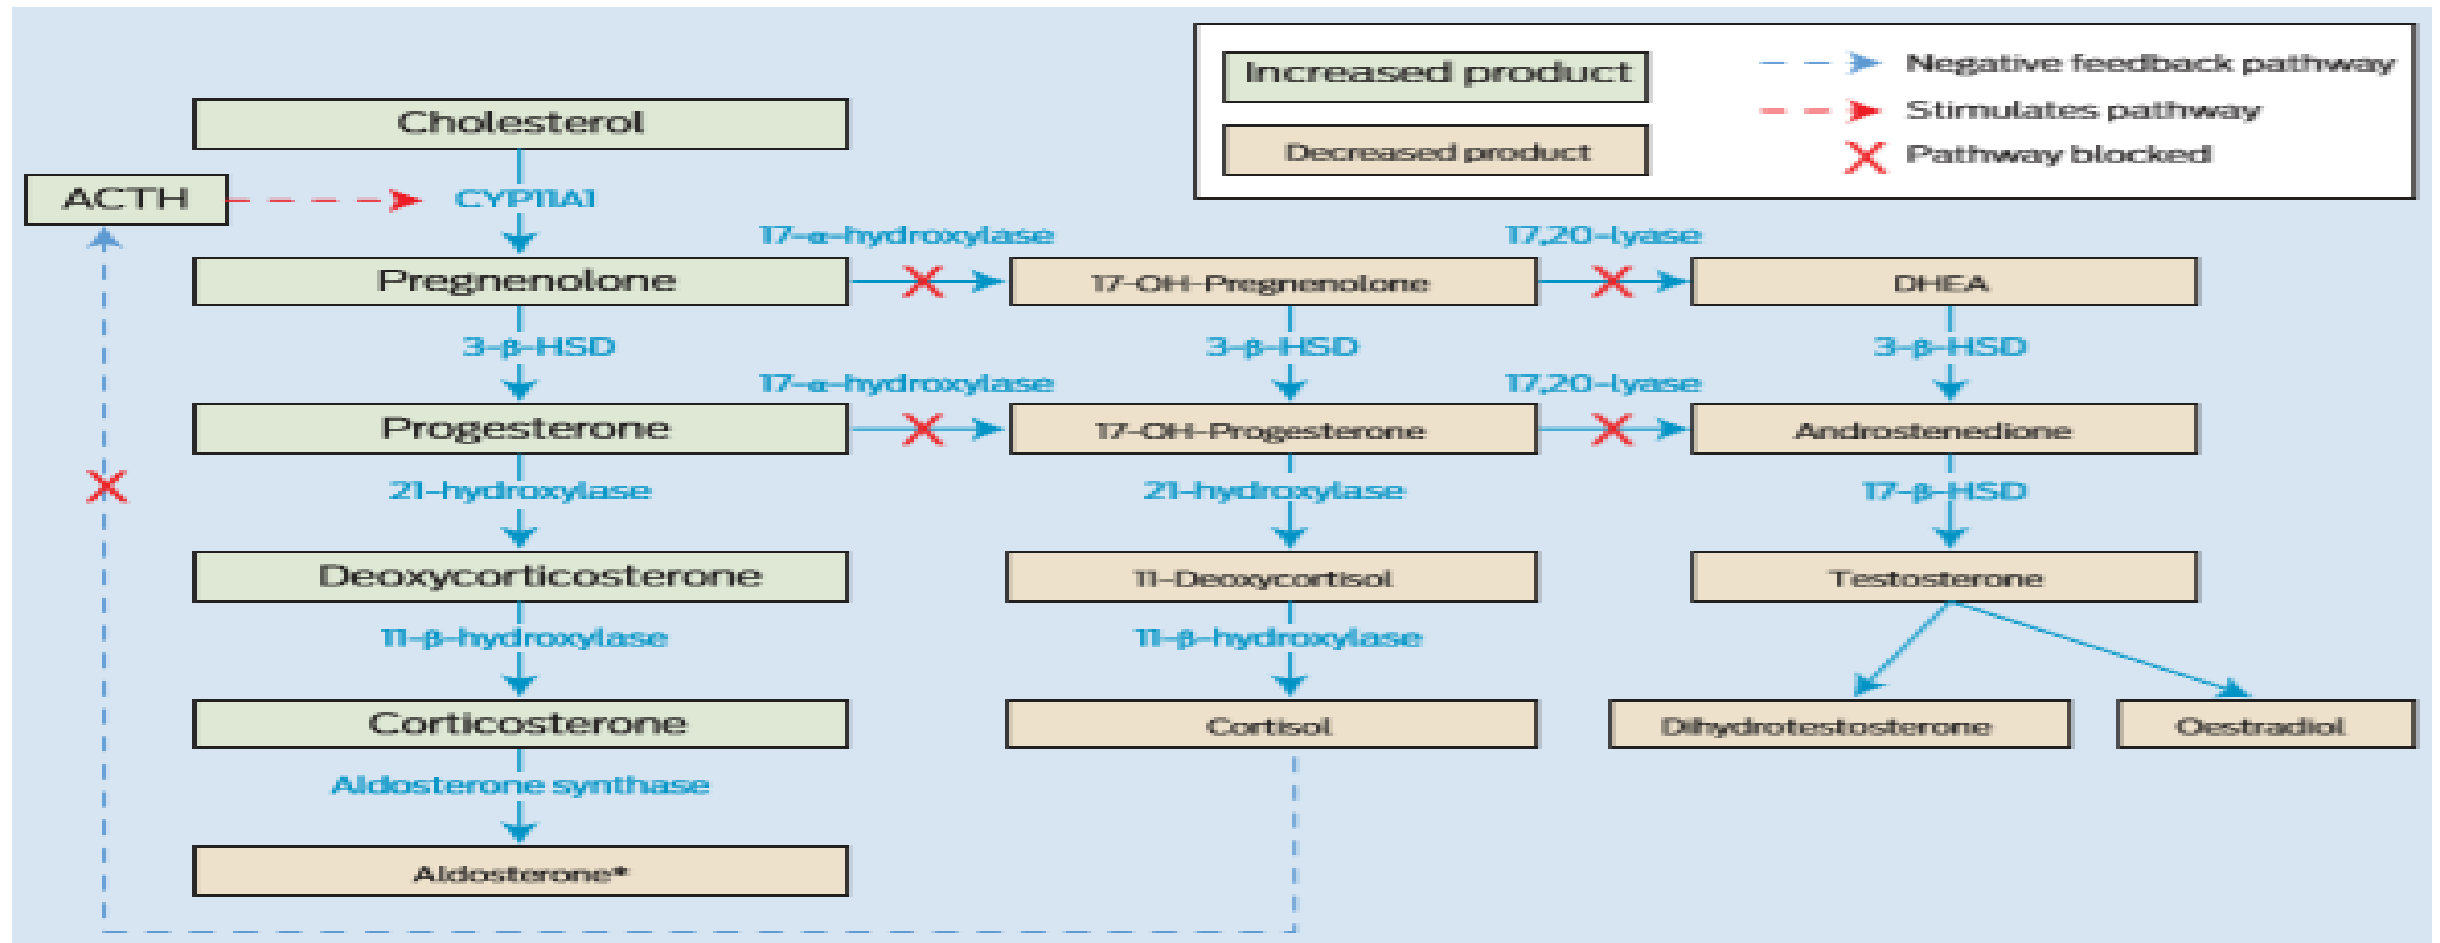 Increased product
Negative feedback pathway
Stimulates pathway
Decreased product
Pathway blocked
Cholesterol
ACTH
CYP11A1
17-α-hydroxylase
17,20-lyase
Pregnenolone
17-OH-Pregnenolone
DHEA
3-β-HSD
3-β-HSD
3-β-HSD
17-α-hydroxylase
17,20-lyase
Progesterone
17-OH-Progesterone
Androstenedione
21-hydroxylase
21-hydroxylase
17-β-HSD
Deoxycorticosterone
11-Deoxycortisol
Testosterone
11-β-hydroxylase
11-β-hydroxylase
Corticosterone
Cortisol
Dihydrotestosterone
Oestradiol
Aldosterone synthase
Aldosterone*